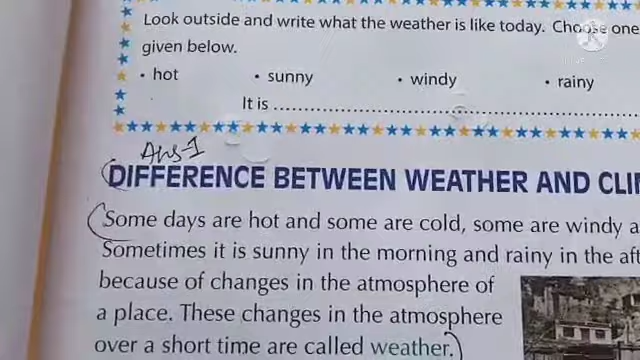 Look outside and write what the weather is like today. Choose one
given below.
• hot • sunny • windy • rainy
It is
Ans-1
DIFFERENCE BETWEEN WEATHER AND CLI
Some days are hot and some are cold, some are windy a
Sometimes it is sunny in the morning and rainy in the aft
because of changes in the atmosphere of
a place. These changes in the atmosphere
over a short time are called weather.